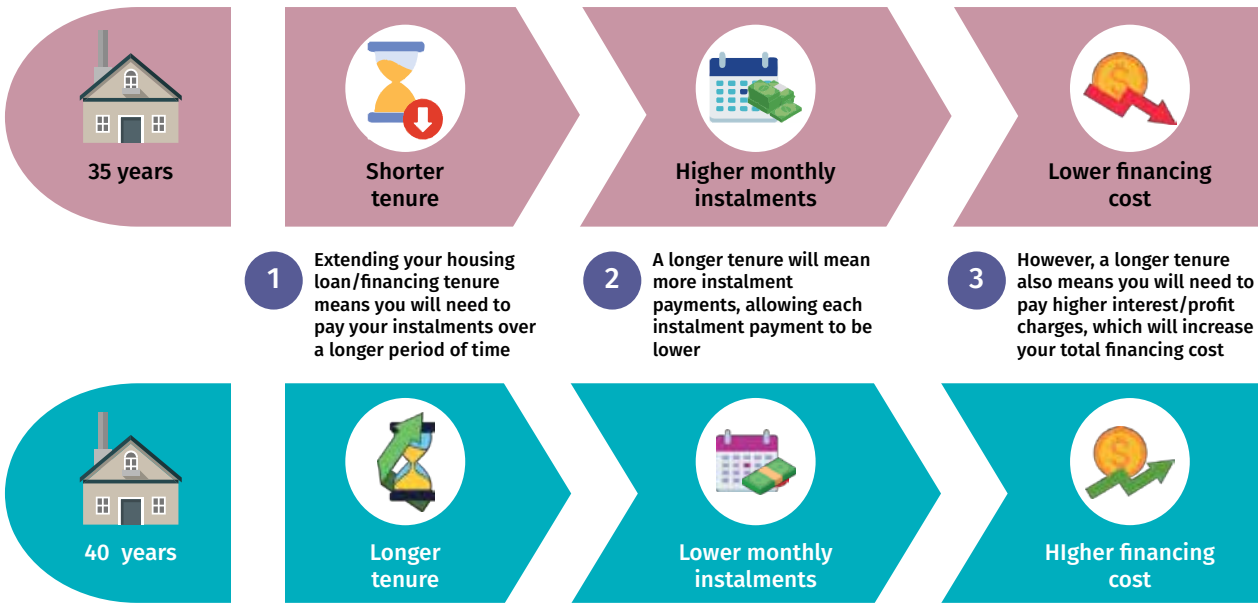 35 years
Shorter
tenure
Higher monthly
instalments
Lower financing
cost
1
Extending your housing
loan/financing tenure
means you will need to
pay your instalments over
a longer period of time
2
A longer tenure will mean
more instalment
payments, allowing each
instalment payment to be
lower
3
However, a longer tenure
also means you will need to
pay higher interest/profit
charges, which will increase
your total financing cost
40 years
Longer
tenure
Lower monthly
instalments
HIgher financing
cost